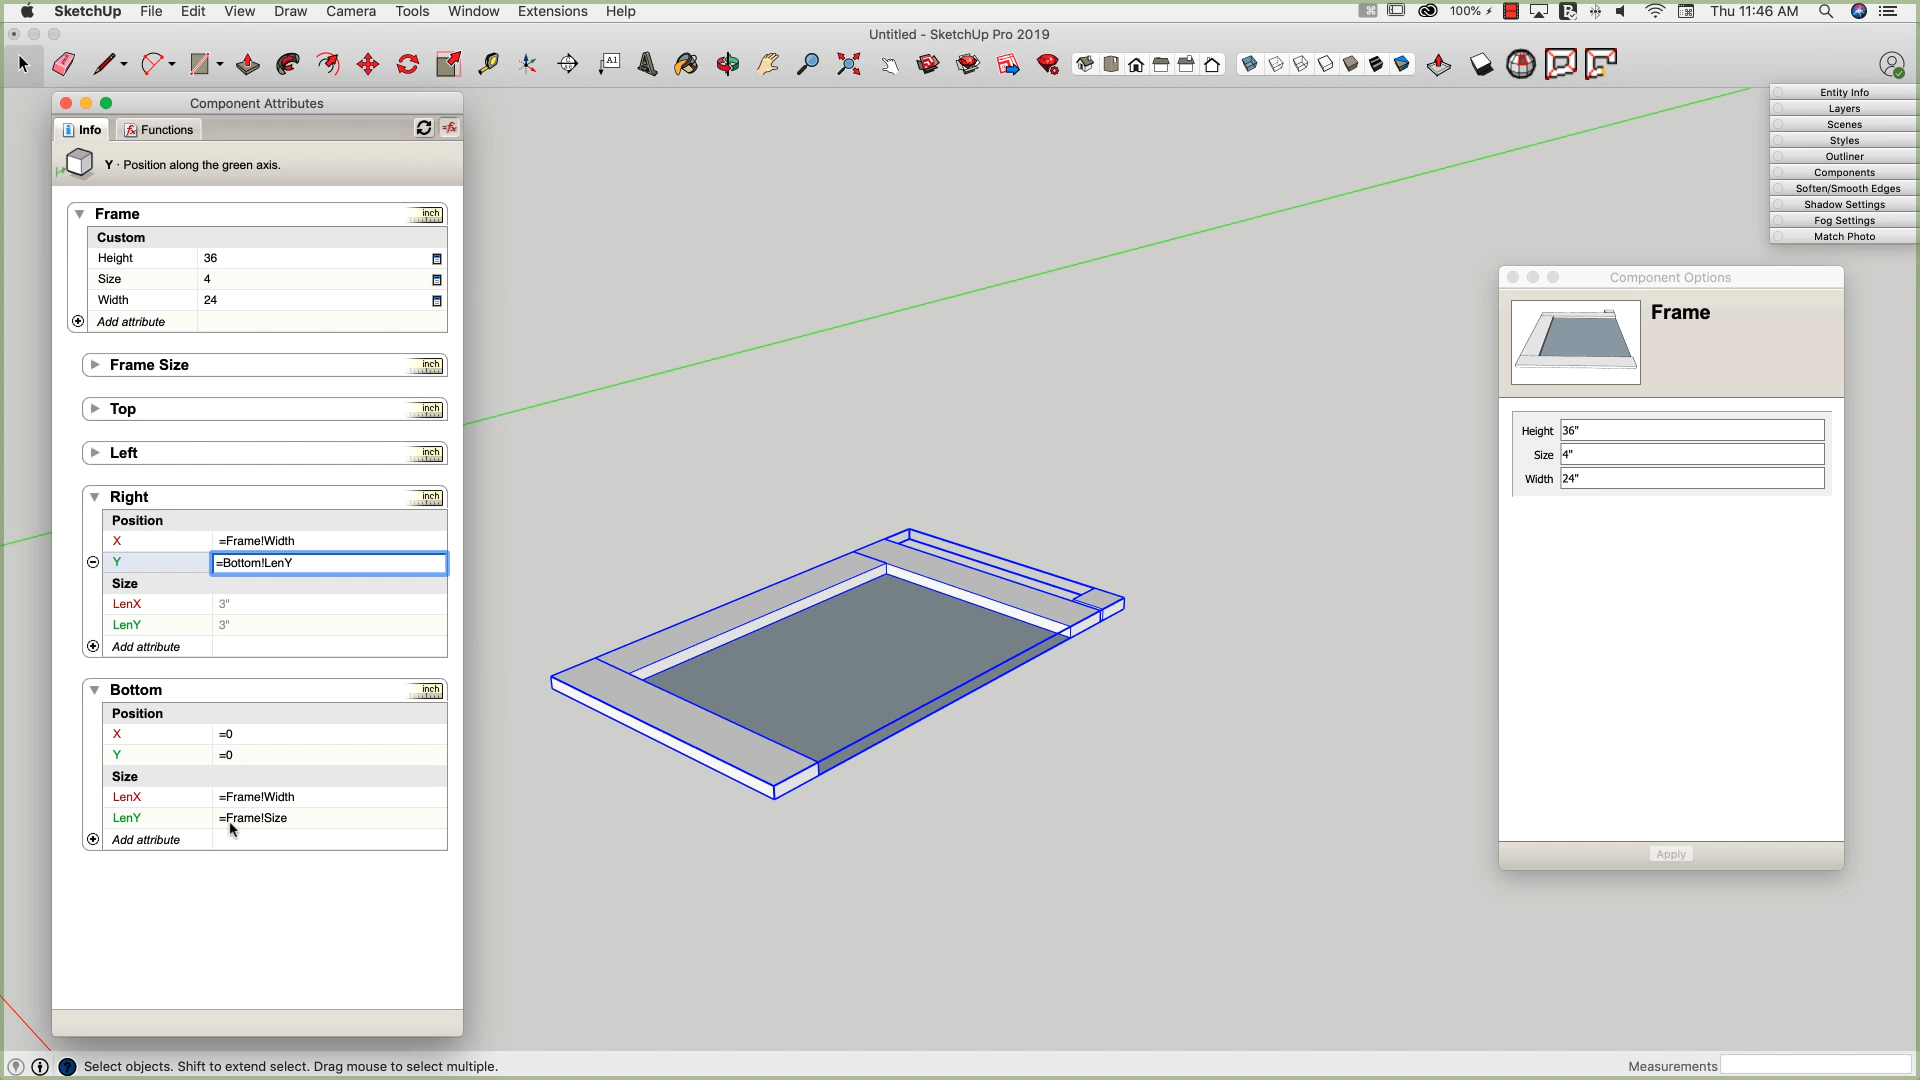 SketchUp File Edit View Draw Camera Tools Window Extensions Help
100% Thu 11:46 AM
Untitled - SketchUp Pro 2019
A1
Component Attributes
Info Functions
Y · Position along the green axis.
Frame inch
Custom
Height 36
Size 4
Width 24
Add attribute
Frame Size inch
Top inch
Left inch
Right inch
Position
X =Frame!Width
Y =Bottom!LenY
Size
LenX 3"
LenY 3"
Add attribute
Bottom inch
Position
X =0
Y =0
Size
LenX =Frame!Width
LenY =Frame!Size
Add attribute
Entity Info
Layers
Scenes
Styles
Outliner
Components
Soften/Smooth Edges
Shadow Settings
Fog Settings
Match Photo
Component Options
Frame
Height 36"
Size 4"
Width 24"
Apply
Select objects. Shift to extend select. Drag mouse to select multiple.
Measurements